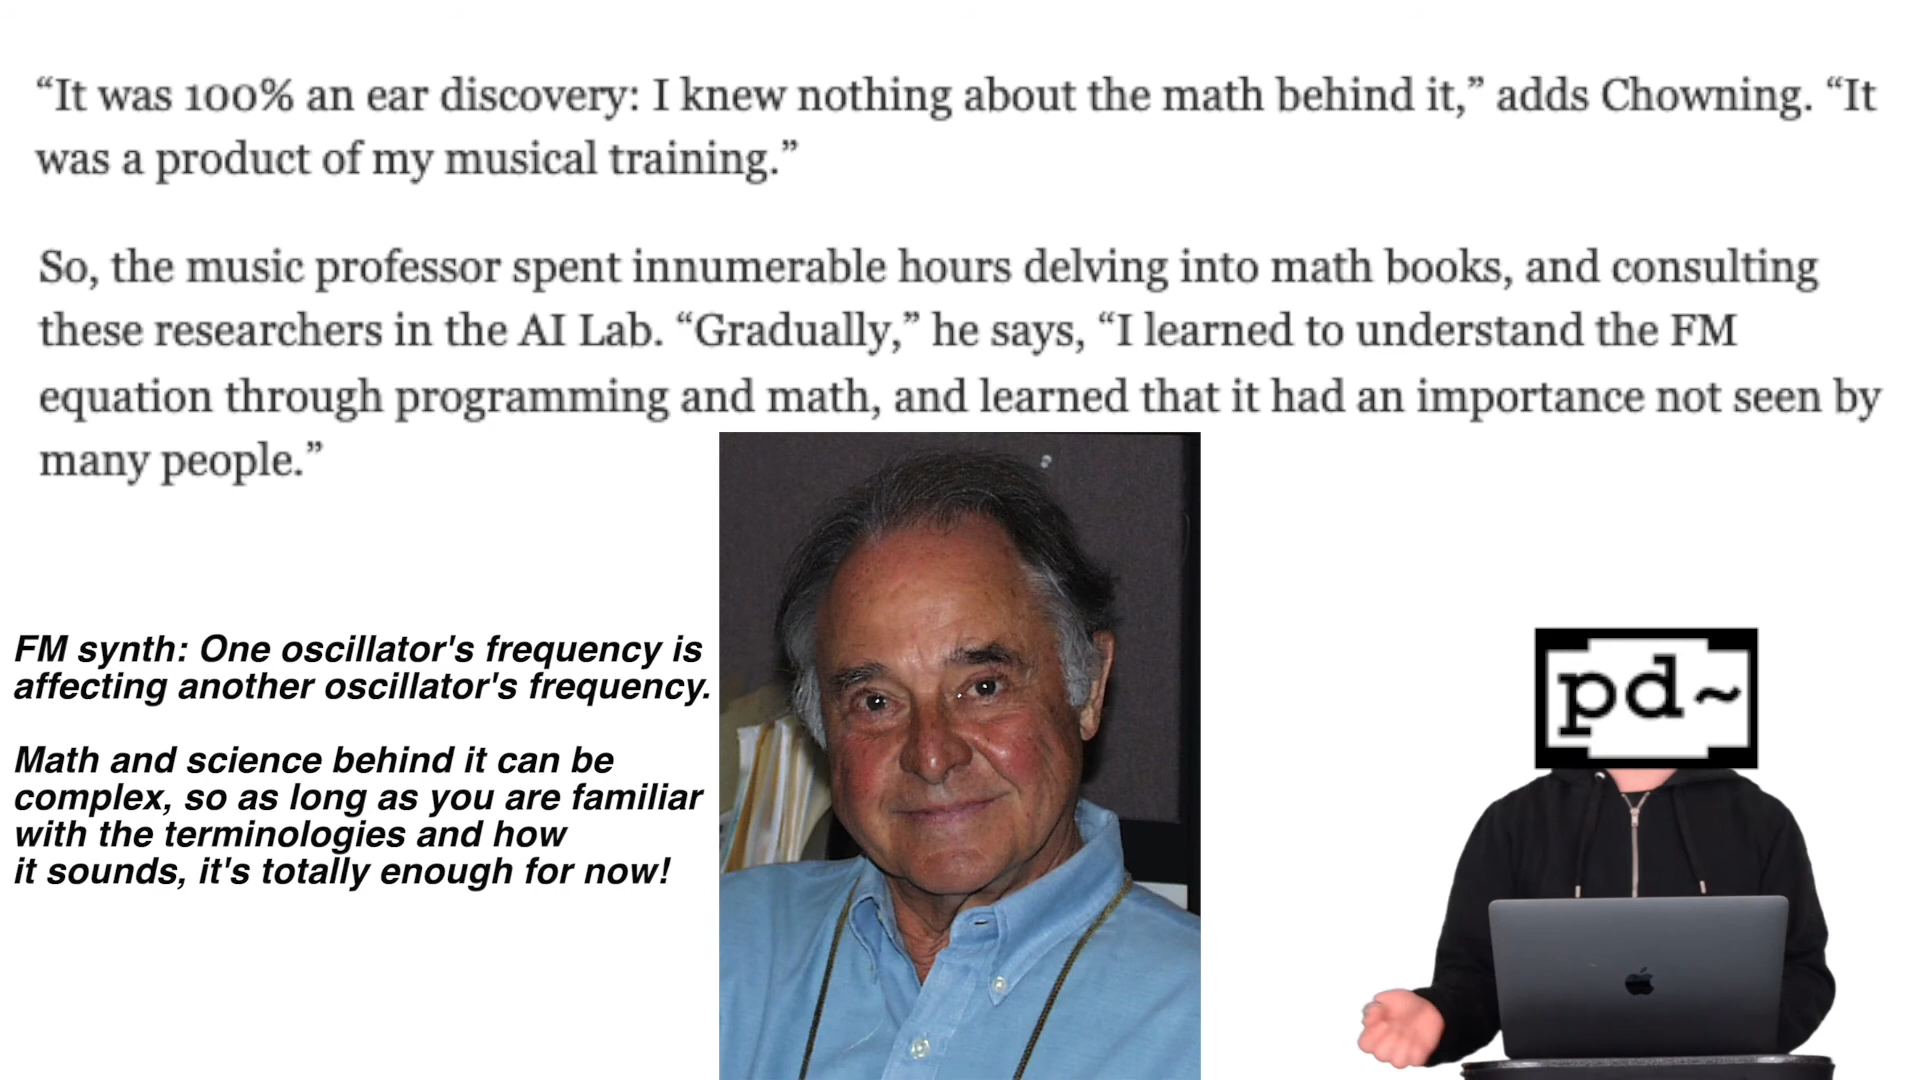 “It was 100% an ear discovery: I knew nothing about the math behind it,” adds Chowning. “It
was a product of my musical training.”
So, the music professor spent innumerable hours delving into math books, and consulting
these researchers in the AI Lab. “Gradually,” he says, “I learned to understand the FM
equation through programming and math, and learned that it had an importance not seen by
many people.”
FM synth: One oscillator's frequency is
affecting another oscillator's frequency.
Math and science behind it can be
complex, so as long as you are familiar
with the terminologies and how
it sounds, it's totally enough for now!
pd~